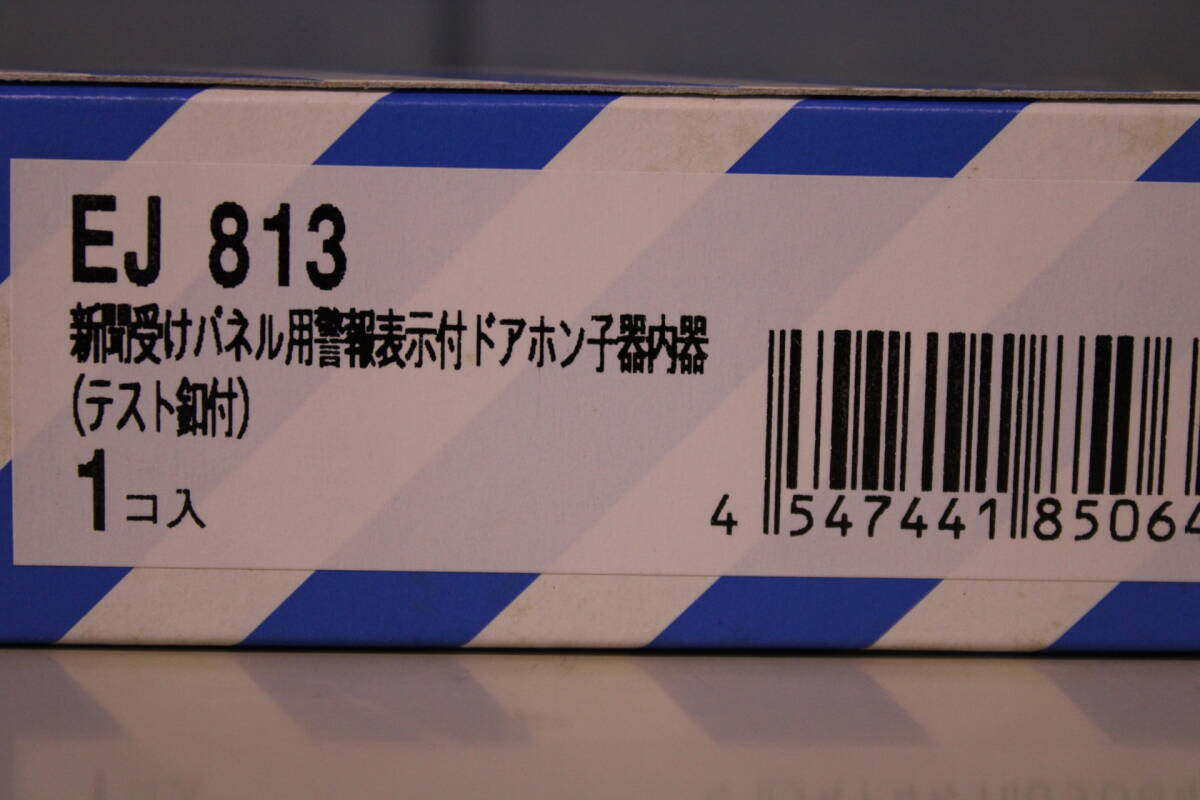 EJ 813
新聞受けパネル用警報表示付ドアホン子器内器
(テスト釦付)
1コ入
4 547441 85064